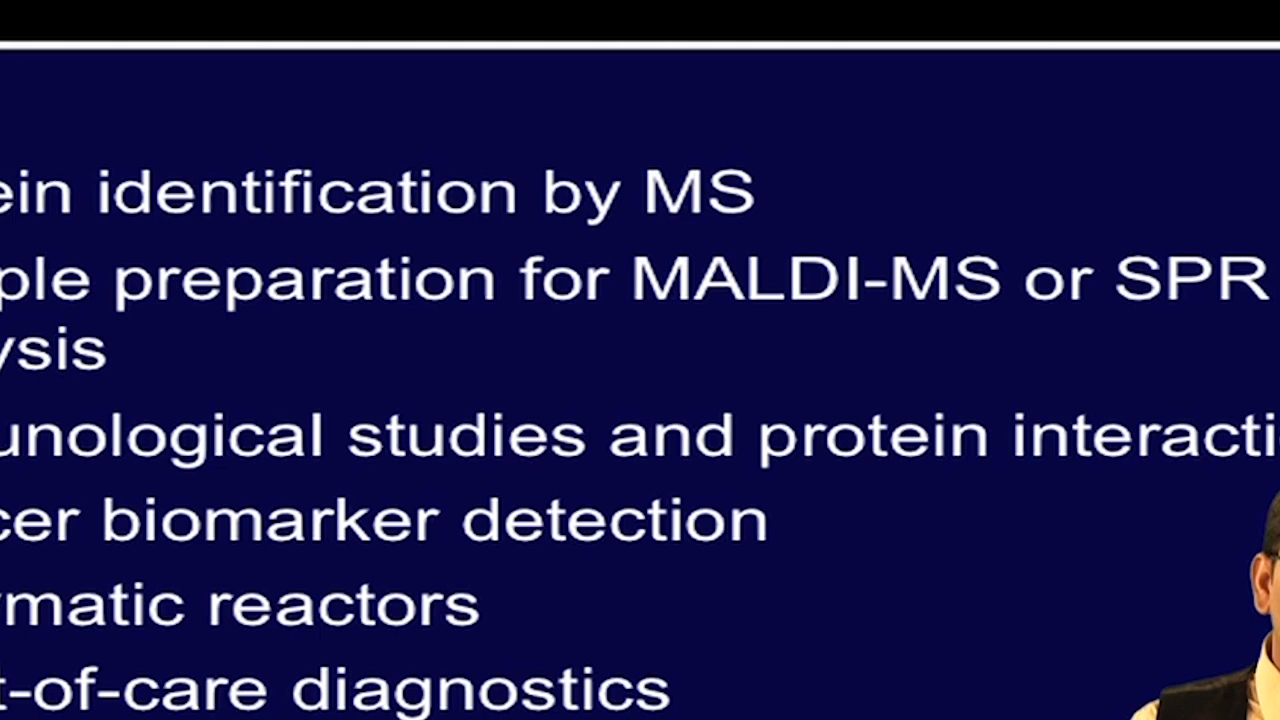 ein identification by MS
ple preparation for MALDI-MS or SPR
ysis
unological studies and protein interacti
cer biomarker detection
ymatic reactors
t-of-care diagnostics